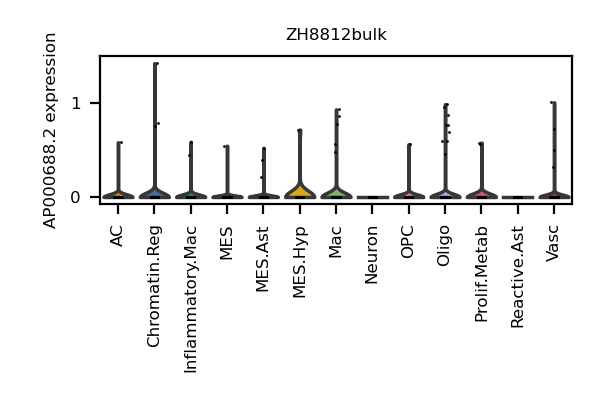 ZH8812bulk
AP000688.2 expression
1
0
AC
Chromatin.Reg
Inflammatory.Mac
MES
MES.Ast
MES.Hyp
Mac
Neuron
OPC
Oligo
Prolif.Metab
Reactive.Ast
Vasc